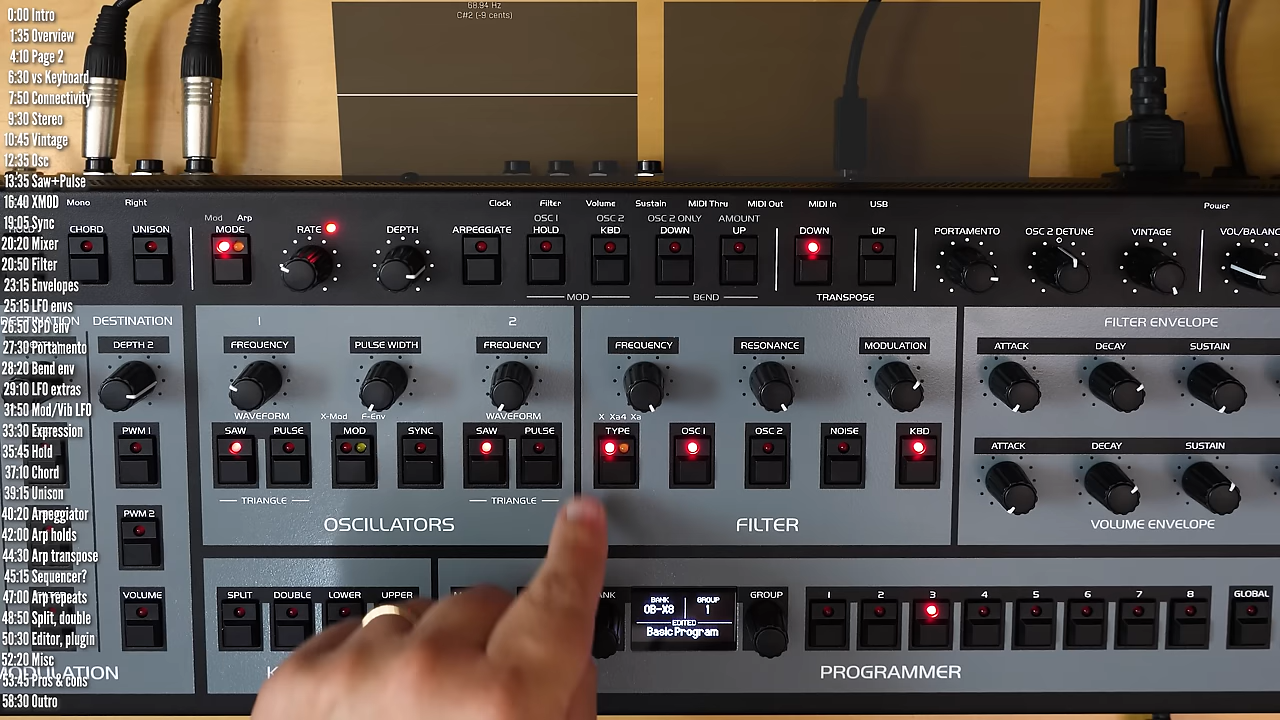 0:00 Intro
1:35 Overview
4:10 Page 2
6:30 vs Keyboard
7:50 Connectivity
9:30 Stereo
10:45 Vintage
12:35 Osc
13:35 Saw+Pulse
16:40 XMOD
18:05 Sync
20:20 Mixer
20:50 Filter
23:15 Envelopes
25:15 LFO envs
27:30 Portamento
28:20 Bend env
29:10 LFO extras
31:50 Mod/Vib LFO
33:30 Expression
35:45 Hold
37:10 Chord
39:15 Unison
40:20 Arpeggiator
42:00 Arp holds
44:30 Arp transpose
45:15 Sequencer?
47:00 Arp repeats
48:50 Split, double
50:30 Editor, plugin
52:20 Misc
Pros & cons
58:30 Outro
68.94 Hz
(-9 cents)
Mono Right Clock Filter Volume Sustain MIDI Thru MIDI Out MIDI In USB Power
Mod Arp OSC 1 OSC 2 OSC 2 ONLY AMOUNT
CHORD UNISON MODE RATE DEPTH ARPEGGIATE HOLD KBD DOWN UP DOWN UP PORTAMENTO OSC 2 DETUNE VINTAGE VOL/BALANC
MOD BEND TRANSPOSE
DESTINATION 1 2 FILTER ENVELOPE
DEPTH 2 FREQUENCY PULSE WIDTH FREQUENCY FREQUENCY RESONANCE MODULATION ATTACK DECAY SUSTAIN
WAVEFORM X-Mod F-Env WAVEFORM X Xa4 Xa
PWM 1 SAW PULSE MOD SYNC SAW PULSE TYPE OSC 1 OSC 2 NOISE KBD ATTACK DECAY SUSTAIN
TRIANGLE TRIANGLE
PWM 2 OSCILLATORS FILTER VOLUME ENVELOPE
VOLUME SPLIT DOUBLE LOWER UPPER GROUP 1 2 3 4 5 6 7 8 GLOBAL
BANK GROUP
OB-X8 1
EDITED
Basic Program
PROGRAMMER